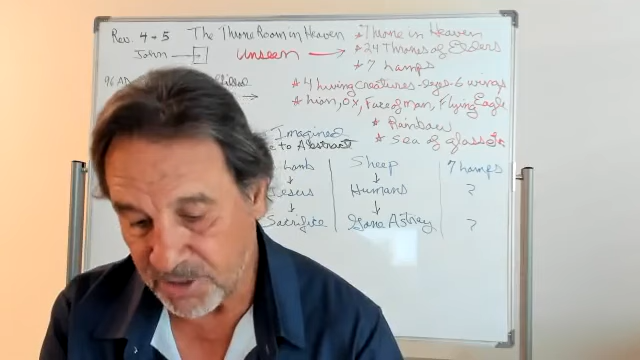 Rev. 4 + 5 The Throne Room in Heaven
* Throne in Heaven
John Unseen
* 24 Thrones of Elders
* 7 Lamps
96 AD
* 4 Living Creatures - eyes - 6 wings
* Lion, OX, Face of man, Flying Eagle
Imagined
* Rainbow
to Abstract
* Sea of glass
Lamb Sheep 7 Lamps
Jesus Humans ?
Sacrifice Gone Astray ?